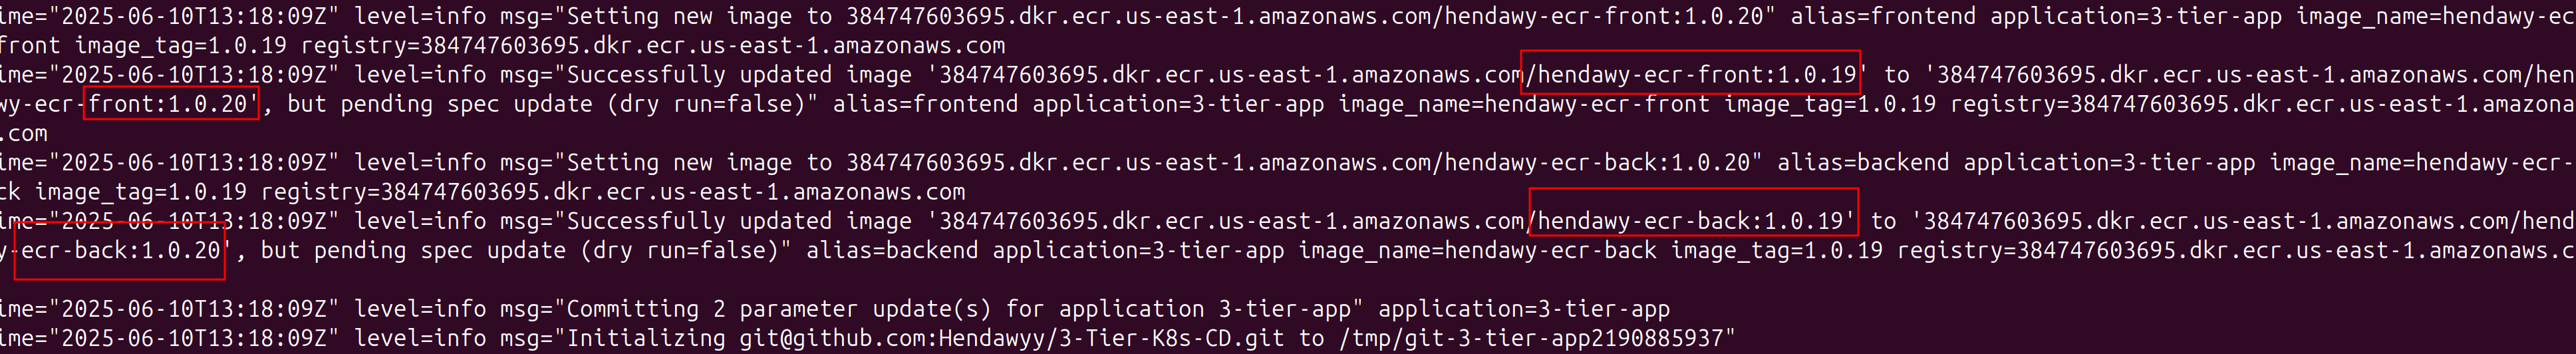 ime="2025-06-10T13:18:09Z" level=info msg="Setting new image to 384747603695.dkr.ecr.us-east-1.amazonaws.com/hendawy-ecr-front:1.0.20" alias=frontend application=3-tier-app image_name=hendawy-ec
front image_tag=1.0.19 registry=384747603695.dkr.ecr.us-east-1.amazonaws.com
ime="2025-06-10T13:18:09Z" level=info msg="Successfully updated image '384747603695.dkr.ecr.us-east-1.amazonaws.com/hendawy-ecr-front:1.0.19' to '384747603695.dkr.ecr.us-east-1.amazonaws.com/hen
wy-ecr-front:1.0.20', but pending spec update (dry run=false)" alias=frontend application=3-tier-app image_name=hendawy-ecr-front image_tag=1.0.19 registry=384747603695.dkr.ecr.us-east-1.amazona
.com
ime="2025-06-10T13:18:09Z" level=info msg="Setting new image to 384747603695.dkr.ecr.us-east-1.amazonaws.com/hendawy-ecr-back:1.0.20" alias=backend application=3-tier-app image_name=hendawy-ecr-
ck image_tag=1.0.19 registry=384747603695.dkr.ecr.us-east-1.amazonaws.com
ime="2025-06-10T13:18:09Z" level=info msg="Successfully updated image '384747603695.dkr.ecr.us-east-1.amazonaws.com/hendawy-ecr-back:1.0.19' to '384747603695.dkr.ecr.us-east-1.amazonaws.com/hend
y-ecr-back:1.0.20', but pending spec update (dry run=false)" alias=backend application=3-tier-app image_name=hendawy-ecr-back image_tag=1.0.19 registry=384747603695.dkr.ecr.us-east-1.amazonaws.c
ime="2025-06-10T13:18:09Z" level=info msg="Committing 2 parameter update(s) for application 3-tier-app" application=3-tier-app
ime="2025-06-10T13:18:09Z" level=info msg="Initializing git@github.com:Hendawyy/3-Tier-K8s-CD.git to /tmp/git-3-tier-app2190885937"